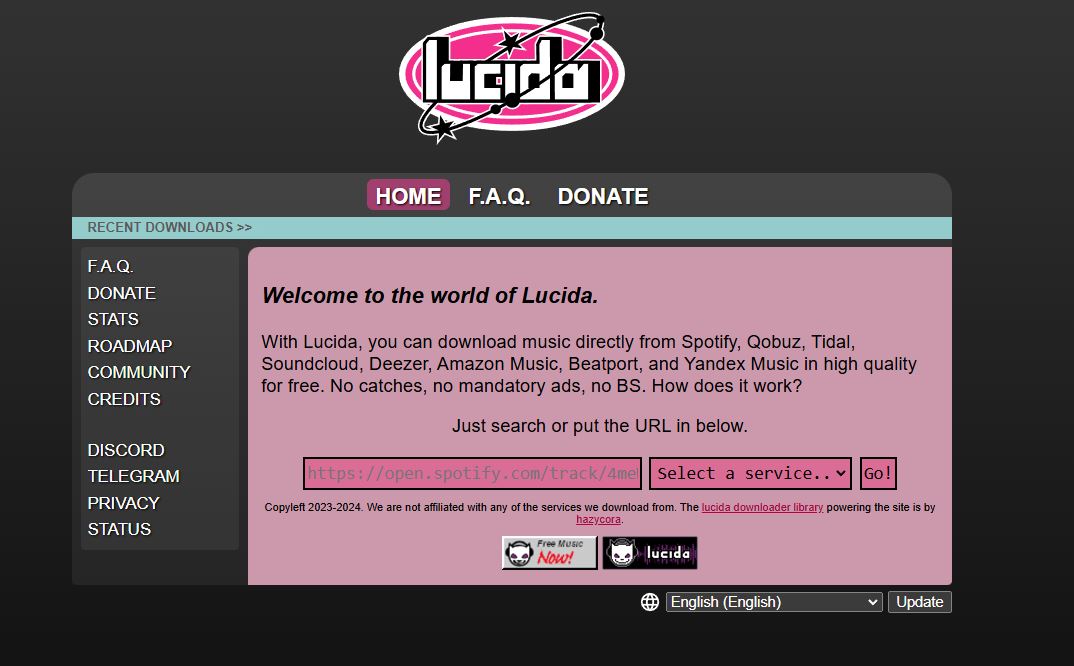 lucida
HOME F.A.Q. DONATE
RECENT DOWNLOADS >>
F.A.Q.
DONATE
STATS
ROADMAP
COMMUNITY
CREDITS
DISCORD
TELEGRAM
PRIVACY
STATUS
Welcome to the world of Lucida.
With Lucida, you can download music directly from Spotify, Qobuz, Tidal,
Soundcloud, Deezer, Amazon Music, Beatport, and Yandex Music in high quality
for free. No catches, no mandatory ads, no BS. How does it work?
Just search or put the URL in below.
https://open.spotify.com/track/4me Select a service.. Go!
Copyleft 2023-2024. We are not affiliated with any of the services we download from. The lucida downloader library powering the site is by
hazycora.
Free Music
Now!
lucida
English (English) Update